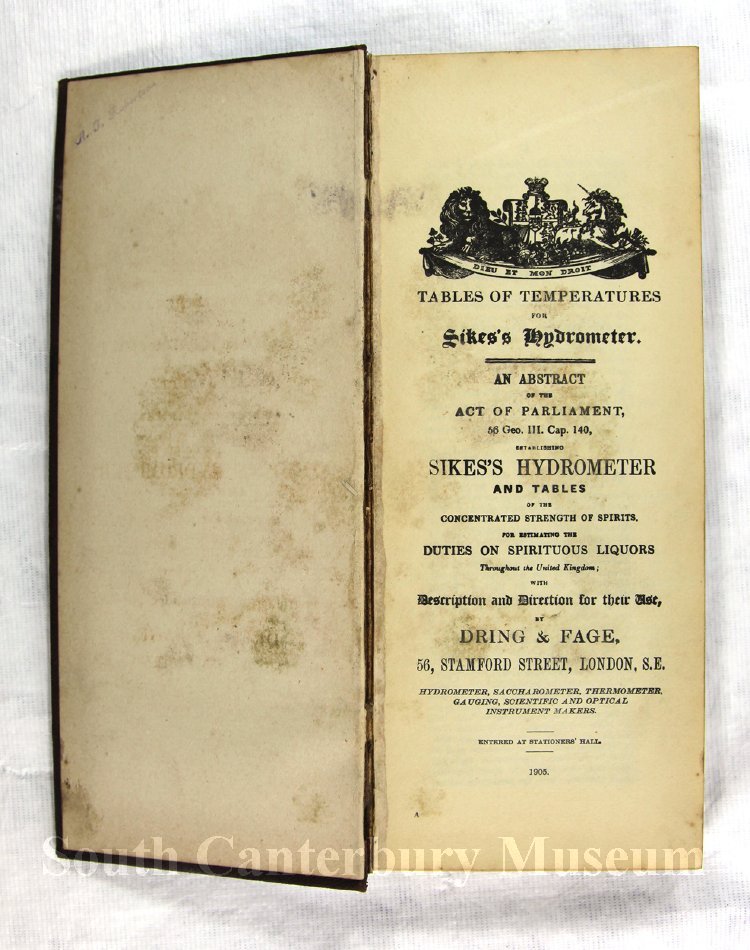 DIEU ET MON DROIT
TABLES OF TEMPERATURES
FOR
Sikes's Hydrometer.
AN ABSTRACT
OF THE
ACT OF PARLIAMENT,
56 Geo. III. Cap. 140,
ESTABLISHING
SIKES'S HYDROMETER
AND TABLES
OF THE
CONCENTRATED STRENGTH OF SPIRITS,
FOR ESTIMATING THE
DUTIES ON SPIRITUOUS LIQUORS
Throughout the United Kingdom;
WITH
Description and Direction for their Use,
BY
DRING & FAGE,
56, STAMFORD STREET, LONDON, S.E.
HYDROMETER, SACCHAROMETER, THERMOMETER,
GAUGING, SCIENTIFIC AND OPTICAL
INSTRUMENT MAKERS.
ENTERED AT STATIONERS' HALL.
1905.
A
South Canterbury Museum